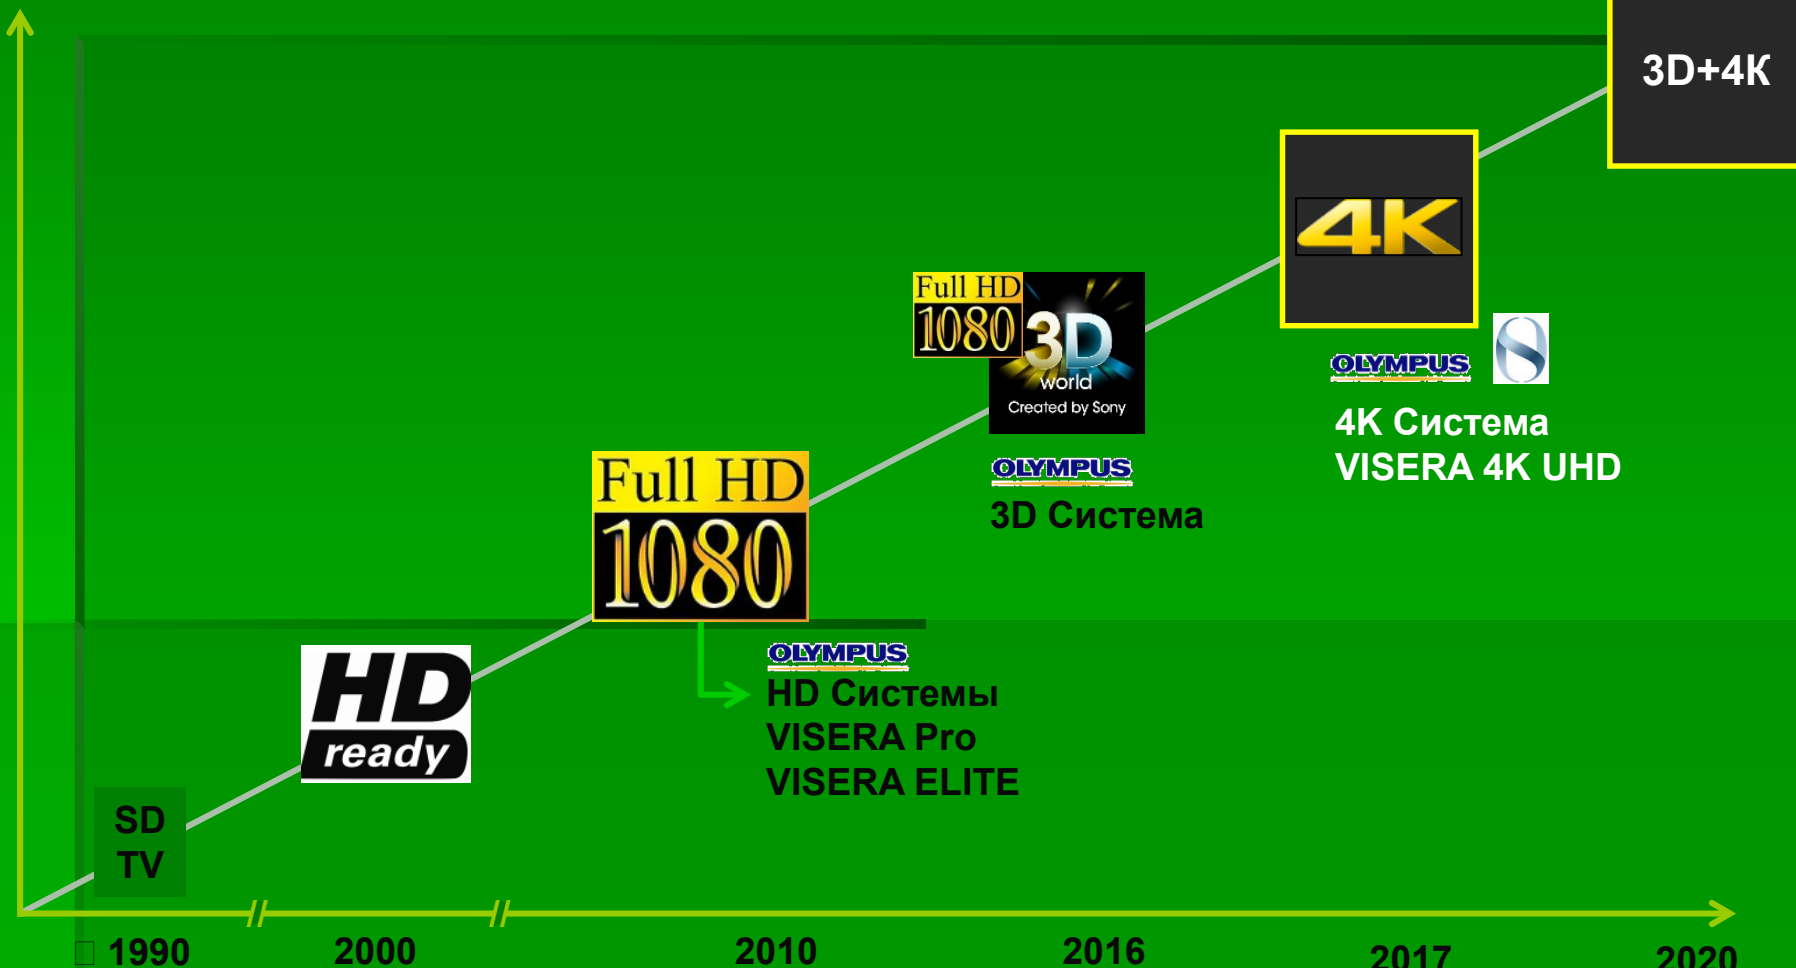 3D+4K
4K
Full HD
1080
3D
world
Created by Sony
OLYMPUS
4K Система
VISERA 4K UHD
OLYMPUS
3D Система
Full HD
1080
OLYMPUS
HD Системы
VISERA Pro
VISERA ELITE
HD
ready
SD
TV
1990 2000 2010 2016 2017 2020